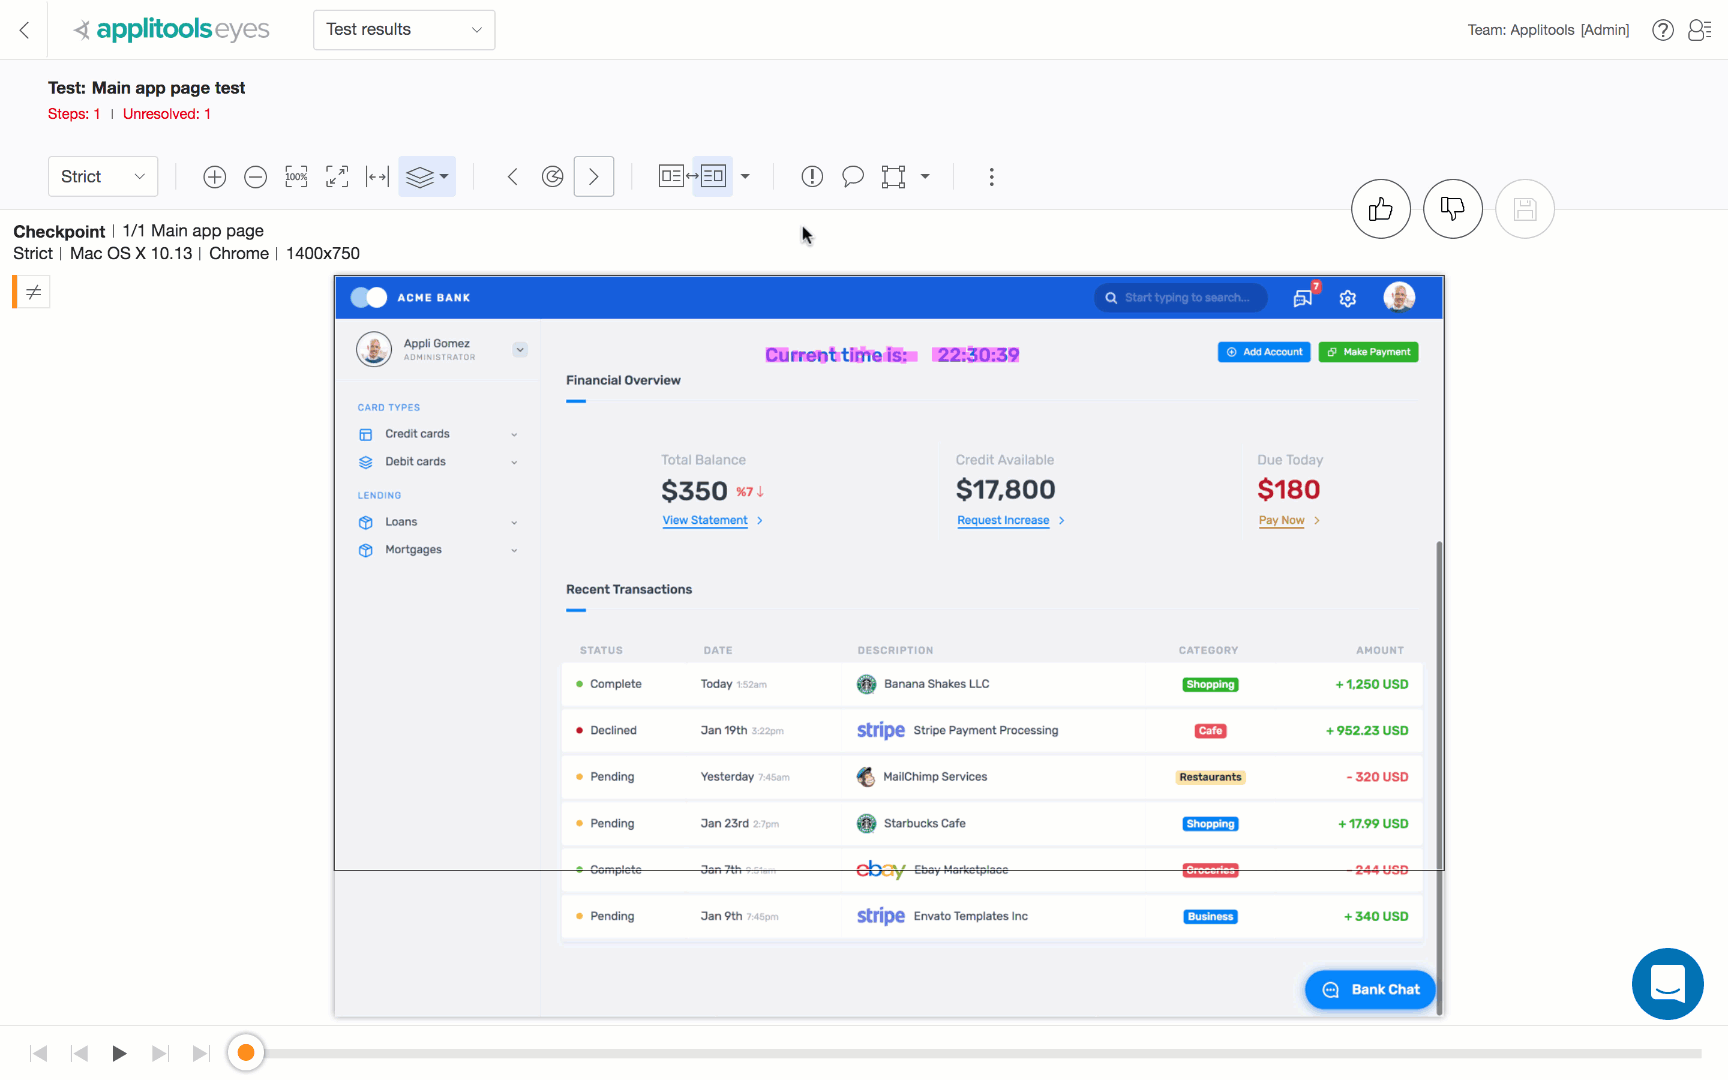 applitools eyes
Test results
Team: Applitools [Admin]
Test: Main app page test
Steps: 1 | Unresolved: 1
Strict
100%
Checkpoint | 1/1 Main app page
Strict | Mac OS X 10.13 | Chrome | 1400x750
≠
ACME BANK
Start typing to search...
7
Appli Gomez
ADMINISTRATOR
Current time is: 22:30:39
Add Account
Make Payment
Financial Overview
CARD TYPES
Credit cards
Debit cards
LENDING
Loans
Mortgages
Total Balance
$350 %7↓
View Statement >
Credit Available
$17,800
Request Increase >
Due Today
$180
Pay Now >
Recent Transactions
STATUS DATE DESCRIPTION CATEGORY AMOUNT
Complete Today 1:52am Banana Shakes LLC Shopping + 1,250 USD
Declined Jan 19th 3:22pm stripe Stripe Payment Processing Cafe + 952.23 USD
Pending Yesterday 7:45am MailChimp Services Restaurants - 320 USD
Pending Jan 23rd 2:7pm Starbucks Cafe Shopping + 17.99 USD
Complete Jan 7th 9:51am ebay Ebay Marketplace Groceries - 244 USD
Pending Jan 9th 7:45pm stripe Envato Templates Inc Business + 340 USD
Bank Chat